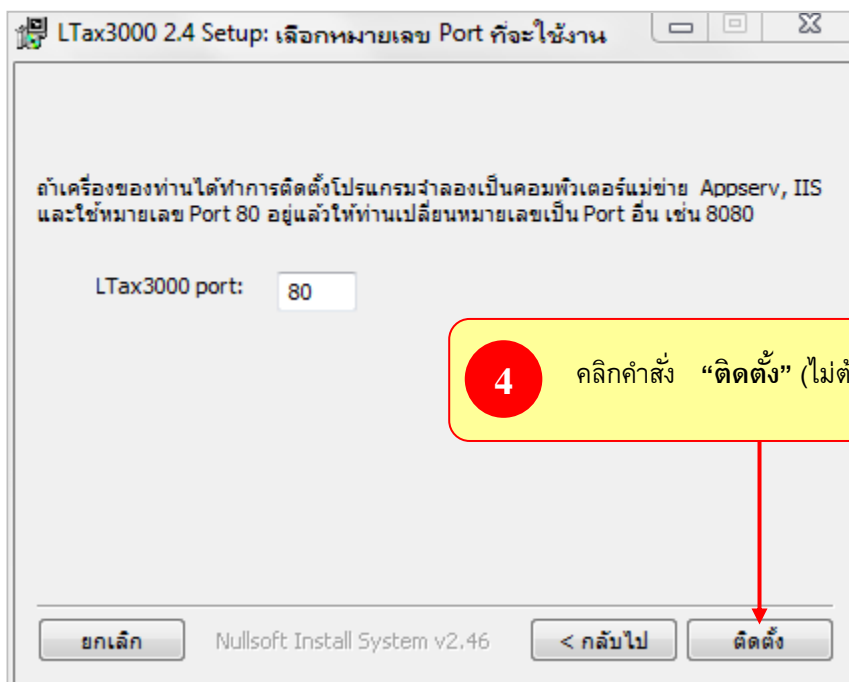 LTax3000 2.4 Setup: เลือกหมายเลข Port ที่จะใช้งาน
ถ้าเครื่องของท่านได้ทำการติดตั้งโปรแกรมจำลองเป็นคอมพิวเตอร์แม่ข่าย Appserv, IIS
และใช้หมายเลข Port 80 อยู่แล้วให้ท่านเปลี่ยนหมายเลขเป็น Port อื่น เช่น 8080
LTax3000 port: 80
4 คลิกคำสั่ง “ติดตั้ง” (ไม่ต้
ยกเลิก Nullsoft Install System v2.46 < กลับไป ติดตั้ง